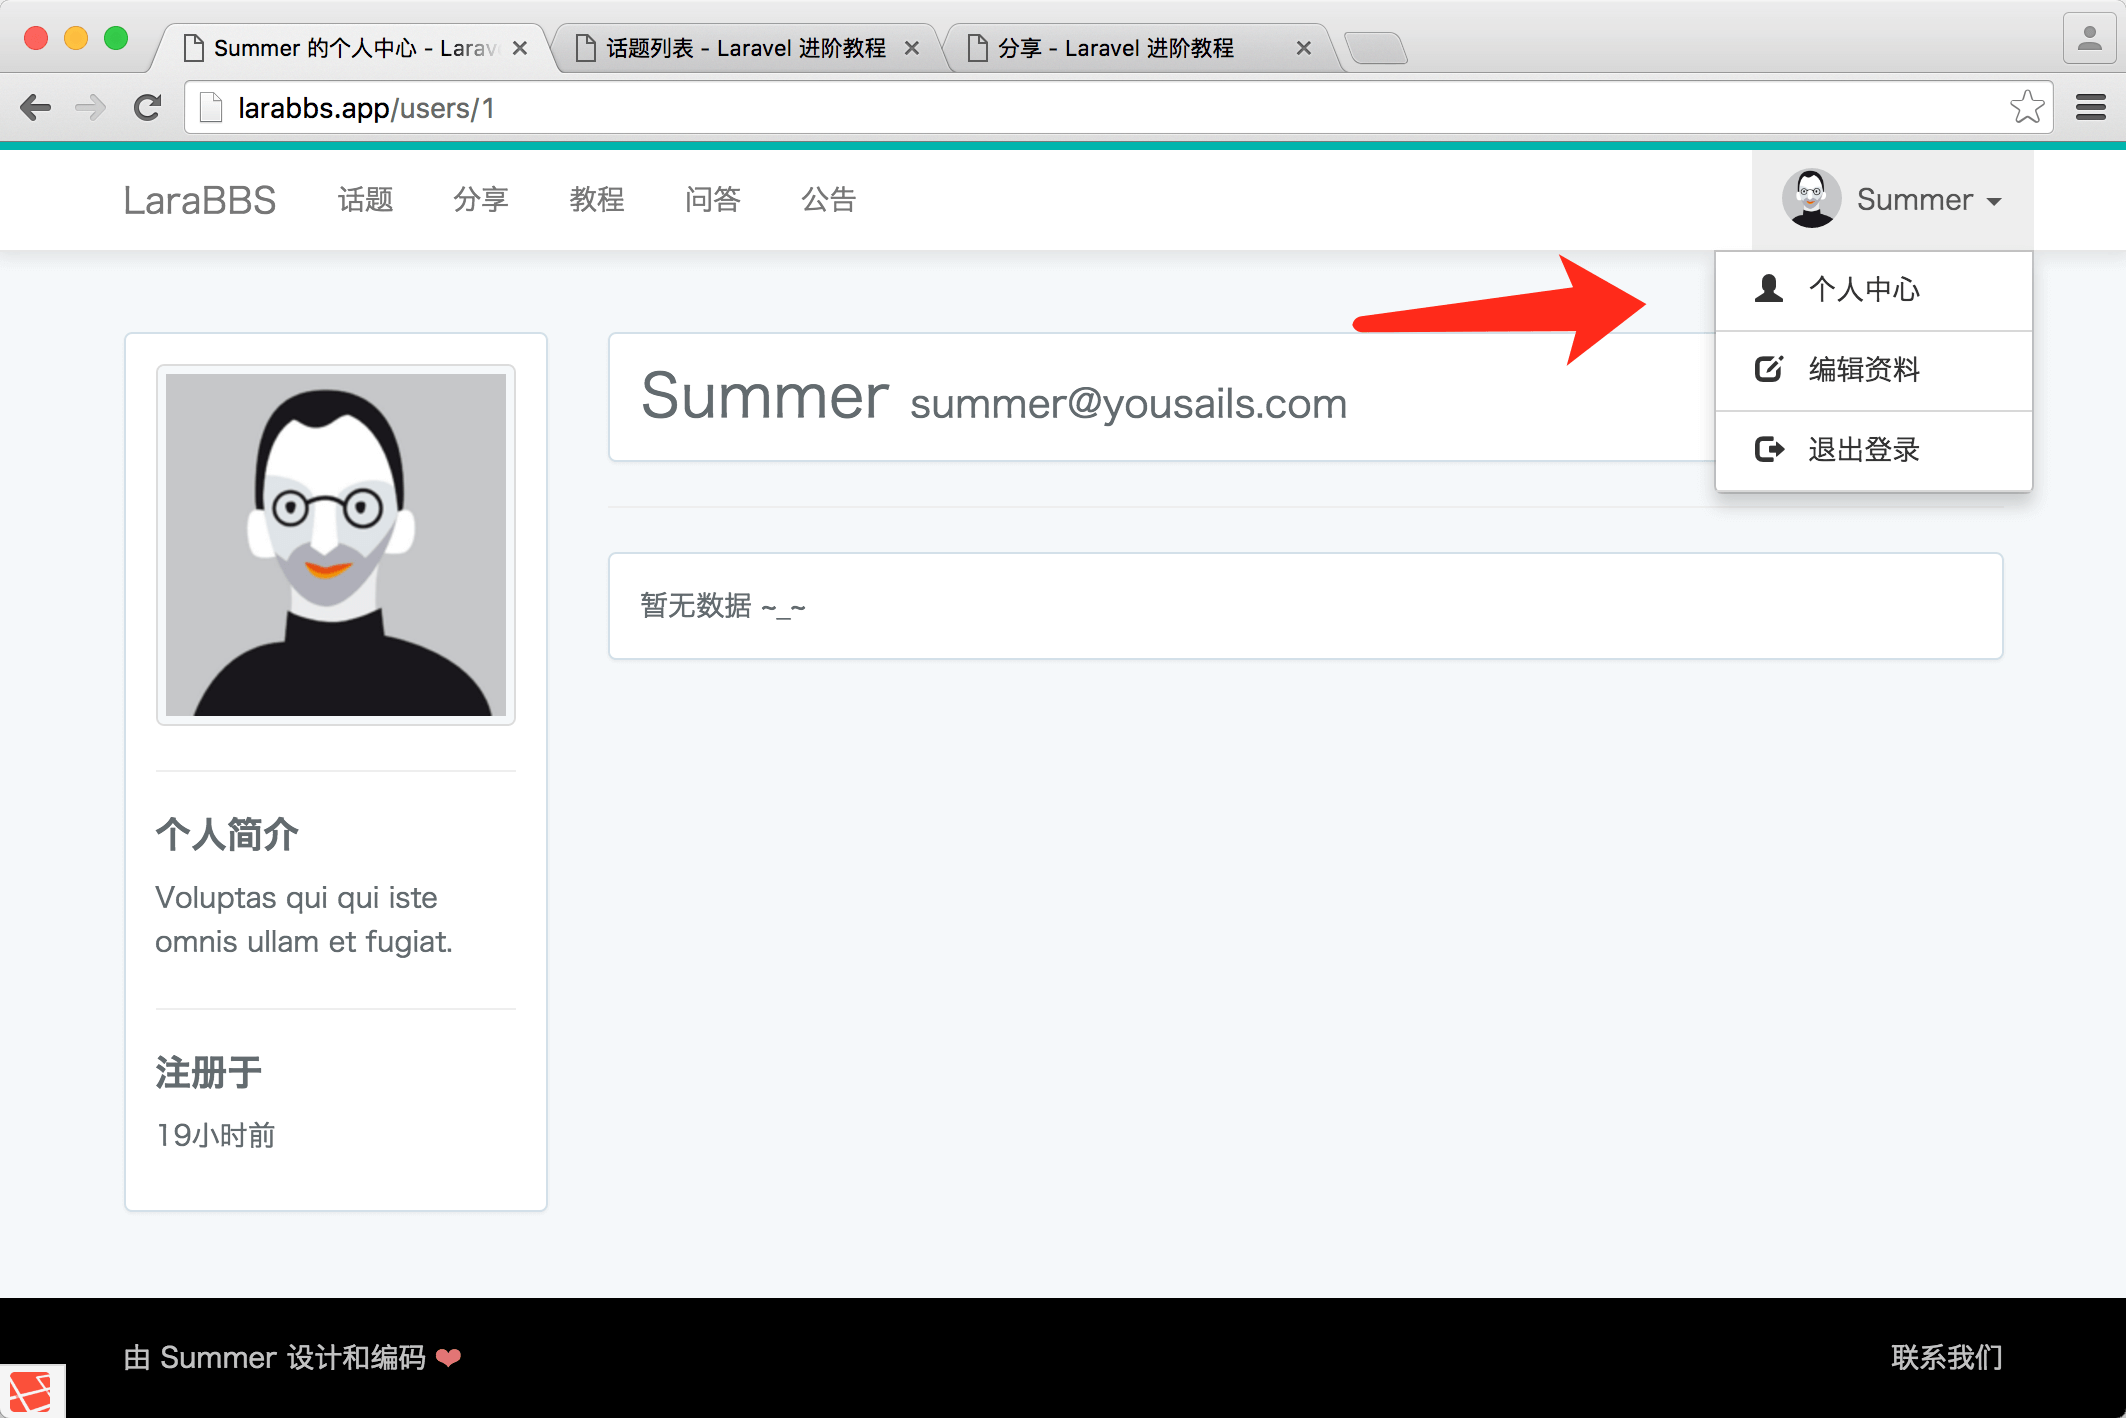 Summer 的个人中心 - Larav
话题列表 - Laravel 进阶教程
分享 - Laravel 进阶教程
larabbs.app/users/1
LaraBBS 话题 分享 教程 问答 公告 Summer
个人中心
编辑资料
退出登录
Summer summer@yousails.com
暂无数据 ~_~
个人简介
Voluptas qui qui iste
omnis ullam et fugiat.
注册于
19小时前
由 Summer 设计和编码 ❤
联系我们